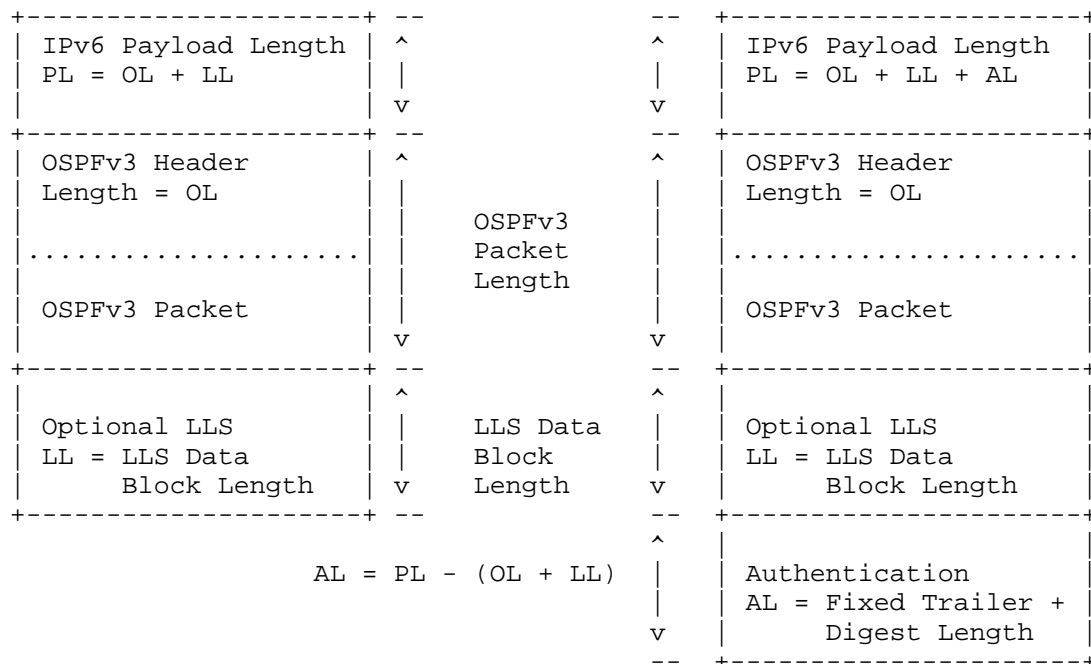 +---------------------+ --              --  +----------------------+
| IPv6 Payload Length | ^               ^   | IPv6 Payload Length  |
| PL = OL + LL        | |               |   | PL = OL + LL + AL    |
|                     | v               v   |                      |
+---------------------+ --              --  +----------------------+
| OSPFv3 Header       | ^               ^   | OSPFv3 Header        |
| Length = OL         | |               |   | Length = OL          |
|                     | |    OSPFv3     |   |                      |
|.....................| |    Packet     |   |......................|
|                     | |    Length     |   |                      |
| OSPFv3 Packet       | |               |   | OSPFv3 Packet        |
|                     | v               v   |                      |
+---------------------+ --              --  +----------------------+
|                     | ^               ^   |                      |
| Optional LLS        | |    LLS Data   |   | Optional LLS         |
| LL = LLS Data       | |    Block      |   | LL = LLS Data        |
|      Block Length   | v    Length     v   |      Block Length    |
+---------------------+ --              --  +----------------------+
                                        ^   |                      |
                   AL = PL - (OL + LL)  |   | Authentication       |
                                        |   | AL = Fixed Trailer + |
                                        v   |      Digest Length   |
                                        --  +----------------------+